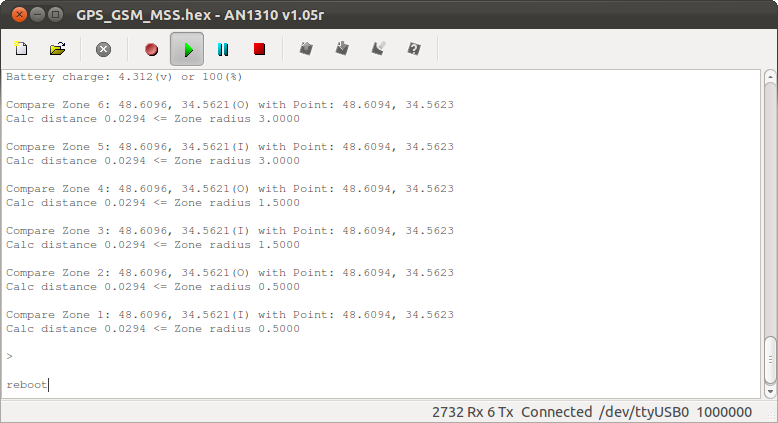 GPS_GSM_MSS.hex - AN1310 v1.05r
Battery charge: 4.312(v) or 100(%)
Compare Zone 6: 48.6096, 34.5621(O) with Point: 48.6094, 34.5623
Calc distance 0.0294 <= Zone radius 3.0000
Compare Zone 5: 48.6096, 34.5621(I) with Point: 48.6094, 34.5623
Calc distance 0.0294 <= Zone radius 3.0000
Compare Zone 4: 48.6096, 34.5621(O) with Point: 48.6094, 34.5623
Calc distance 0.0294 <= Zone radius 1.5000
Compare Zone 3: 48.6096, 34.5621(I) with Point: 48.6094, 34.5623
Calc distance 0.0294 <= Zone radius 1.5000
Compare Zone 2: 48.6096, 34.5621(O) with Point: 48.6094, 34.5623
Calc distance 0.0294 <= Zone radius 0.5000
Compare Zone 1: 48.6096, 34.5621(I) with Point: 48.6094, 34.5623
Calc distance 0.0294 <= Zone radius 0.5000
>
reboot
2732 Rx 6 Tx Connected /dev/ttyUSB0 1000000